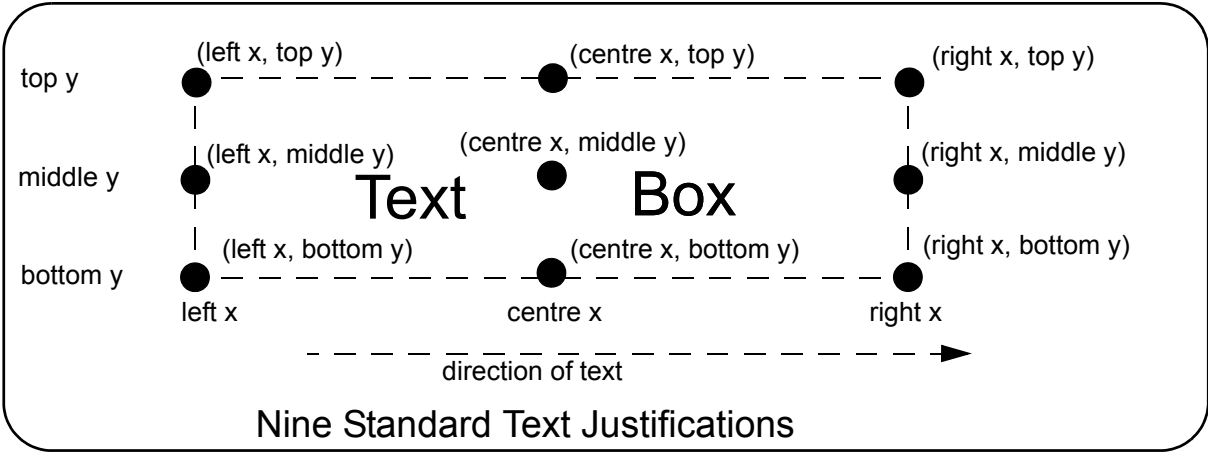 (left x, top y) (centre x, top y) (right x, top y)
top y
(left x, middle y) (centre x, middle y) (right x, middle y)
middle y
Text Box
(left x, bottom y) (centre x, bottom y) (right x, bottom y)
bottom y
left x centre x right x
direction of text
Nine Standard Text Justifications